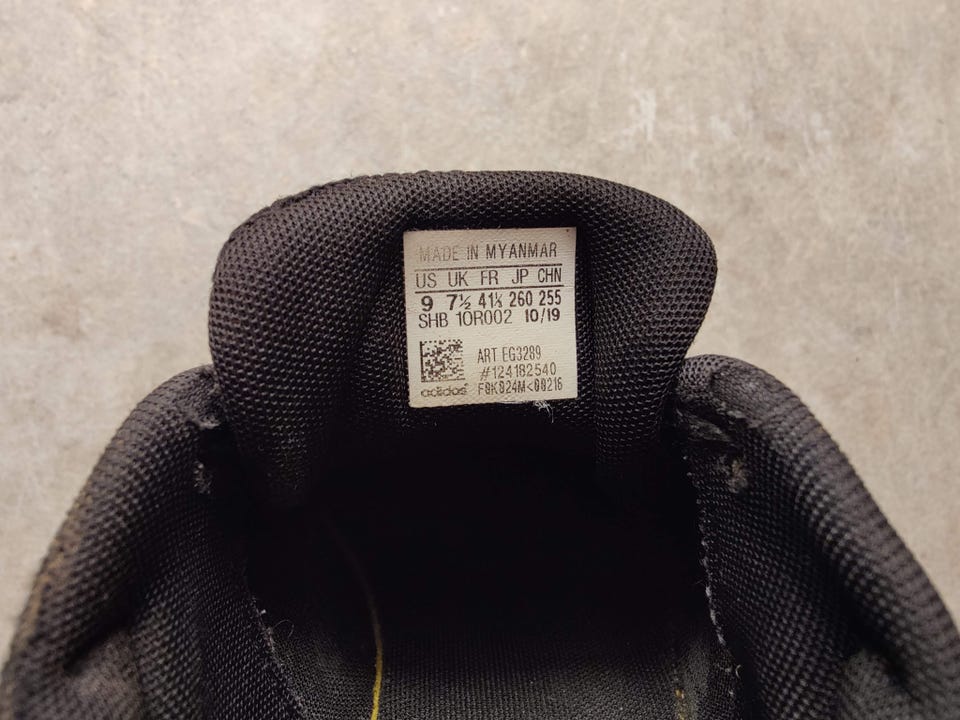 MADE IN MYANMAR
US UK FR JP CHN
9 7½ 41⅓ 260 255
SHB 10R002 10/19
ART EG3289
#124182540
adidas F0K024M<00216